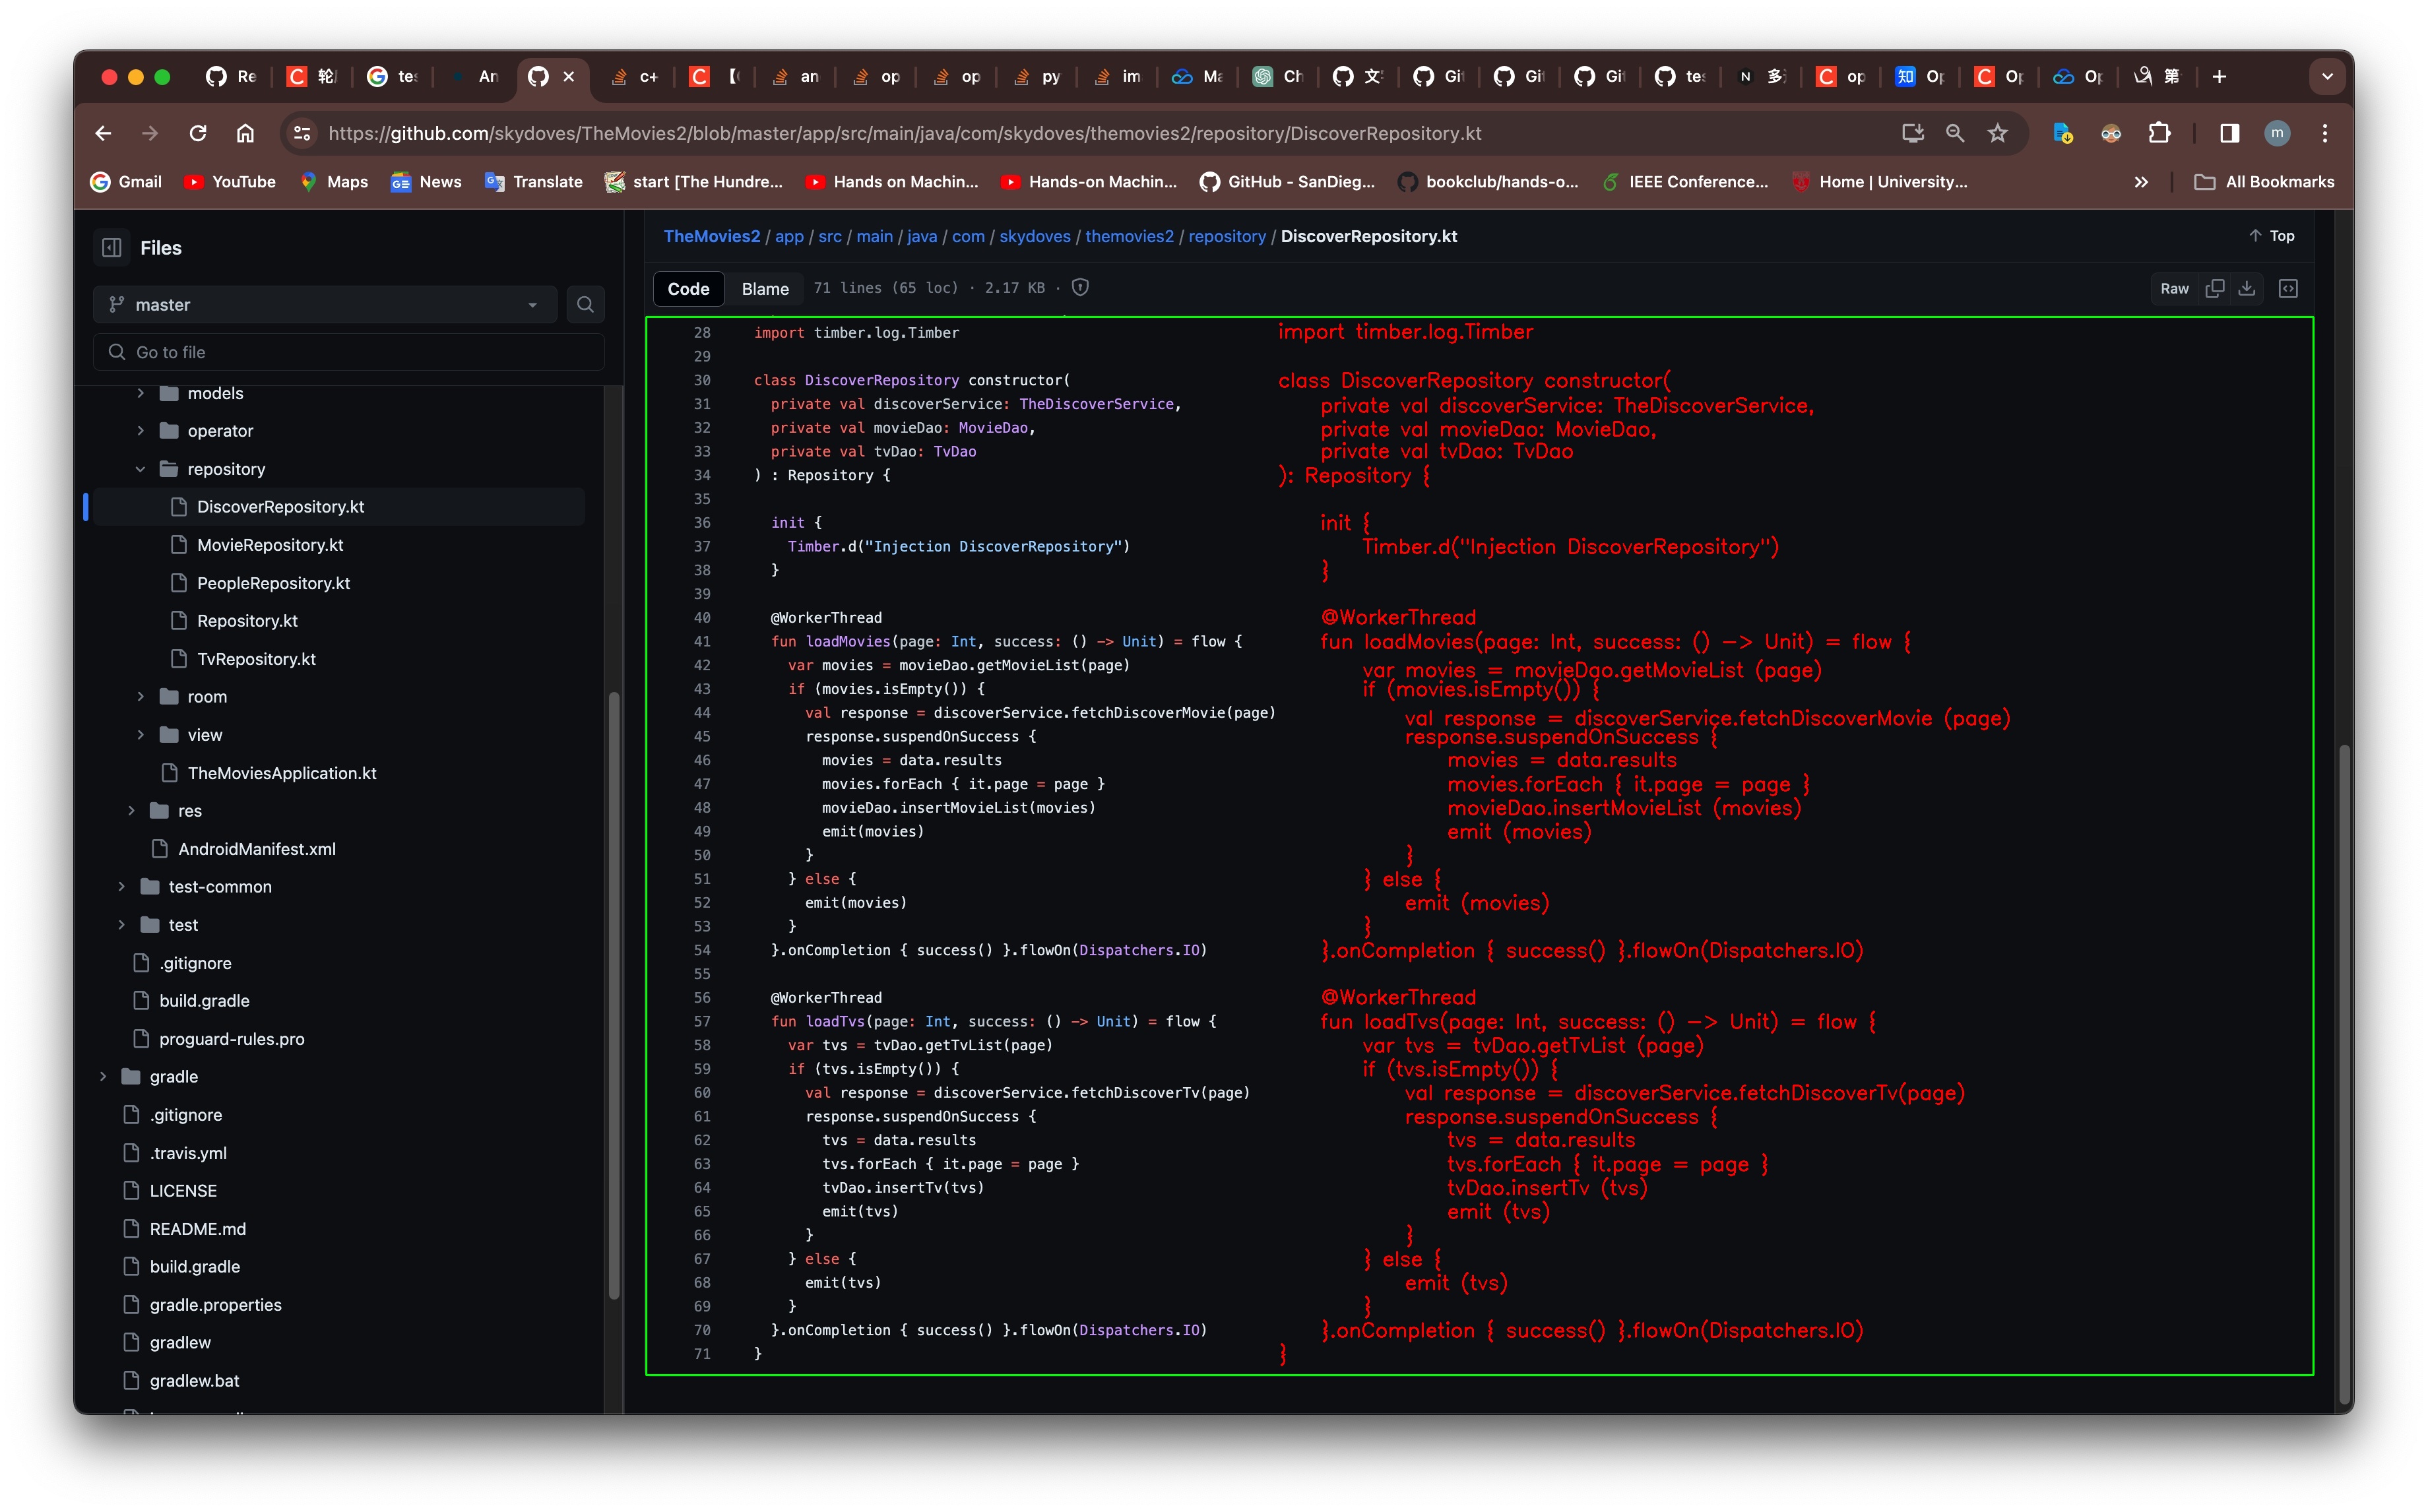 Re
轮
te
An
c+
an
op
op
py
im
Ma
Ch
文
Gi
Gi
Gi
te
N 多
op
知 Op
Op
Op
第
https://github.com/skydoves/TheMovies2/blob/master/app/src/main/java/com/skydoves/themovies2/repository/DiscoverRepository.kt
m
Gmail YouTube Maps News Translate start [The Hundre... Hands on Machin... Hands-on Machin... GitHub - SanDieg... bookclub/hands-o... IEEE Conference... Home | University... All Bookmarks
Files
master
Go to file
models
operator
repository
DiscoverRepository.kt
MovieRepository.kt
PeopleRepository.kt
Repository.kt
TvRepository.kt
room
view
TheMoviesApplication.kt
res
AndroidManifest.xml
test-common
test
.gitignore
build.gradle
proguard-rules.pro
gradle
.gitignore
.travis.yml
LICENSE
README.md
build.gradle
gradle.properties
gradlew
gradlew.bat
TheMovies2 / app / src / main / java / com / skydoves / themovies2 / repository / DiscoverRepository.kt
Top
Code Blame 71 lines (65 loc) · 2.17 KB ·
Raw
28 import timber.log.Timber
29
30 class DiscoverRepository constructor(
31 private val discoverService: TheDiscoverService,
32 private val movieDao: MovieDao,
33 private val tvDao: TvDao
34 ) : Repository {
35
36 init {
37 Timber.d("Injection DiscoverRepository")
38 }
39
40 @WorkerThread
41 fun loadMovies(page: Int, success: () -> Unit) = flow {
42 var movies = movieDao.getMovieList(page)
43 if (movies.isEmpty()) {
44 val response = discoverService.fetchDiscoverMovie(page)
45 response.suspendOnSuccess {
46 movies = data.results
47 movies.forEach { it.page = page }
48 movieDao.insertMovieList(movies)
49 emit(movies)
50 }
51 } else {
52 emit(movies)
53 }
54 }.onCompletion { success() }.flowOn(Dispatchers.IO)
55
56 @WorkerThread
57 fun loadTvs(page: Int, success: () -> Unit) = flow {
58 var tvs = tvDao.getTvList(page)
59 if (tvs.isEmpty()) {
60 val response = discoverService.fetchDiscoverTv(page)
61 response.suspendOnSuccess {
62 tvs = data.results
63 tvs.forEach { it.page = page }
64 tvDao.insertTv(tvs)
65 emit(tvs)
66 }
67 } else {
68 emit(tvs)
69 }
70 }.onCompletion { success() }.flowOn(Dispatchers.IO)
71 }
import timber.log.Timber
class DiscoverRepository constructor(
private val discoverService: TheDiscoverService,
private val movieDao: MovieDao,
private val tvDao: TvDao
): Repository {
init {
Timber.d("Injection DiscoverRepository")
}
@WorkerThread
fun loadMovies(page: Int, success: () -> Unit) = flow {
var movies = movieDao.getMovieList (page)
if (movies.isEmpty()) {
val response = discoverService.fetchDiscoverMovie (page)
response.suspendOnSuccess {
movies = data.results
movies.forEach { it.page = page }
movieDao.insertMovieList (movies)
emit (movies)
}
} else {
emit (movies)
}
}.onCompletion { success() }.flowOn(Dispatchers.IO)
@WorkerThread
fun loadTvs(page: Int, success: () -> Unit) = flow {
var tvs = tvDao.getTvList (page)
if (tvs.isEmpty()) {
val response = discoverService.fetchDiscoverTv(page)
response.suspendOnSuccess {
tvs = data.results
tvs.forEach { it.page = page }
tvDao.insertTv (tvs)
emit (tvs)
}
} else {
emit (tvs)
}
}.onCompletion { success() }.flowOn(Dispatchers.IO)
}